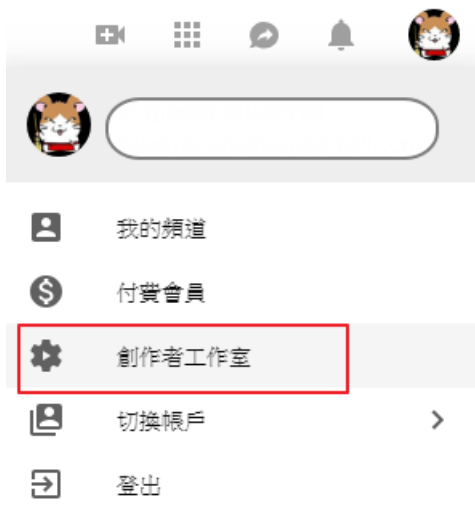 我的頻道
付費會員
創作者工作室
切換帳戶
登出